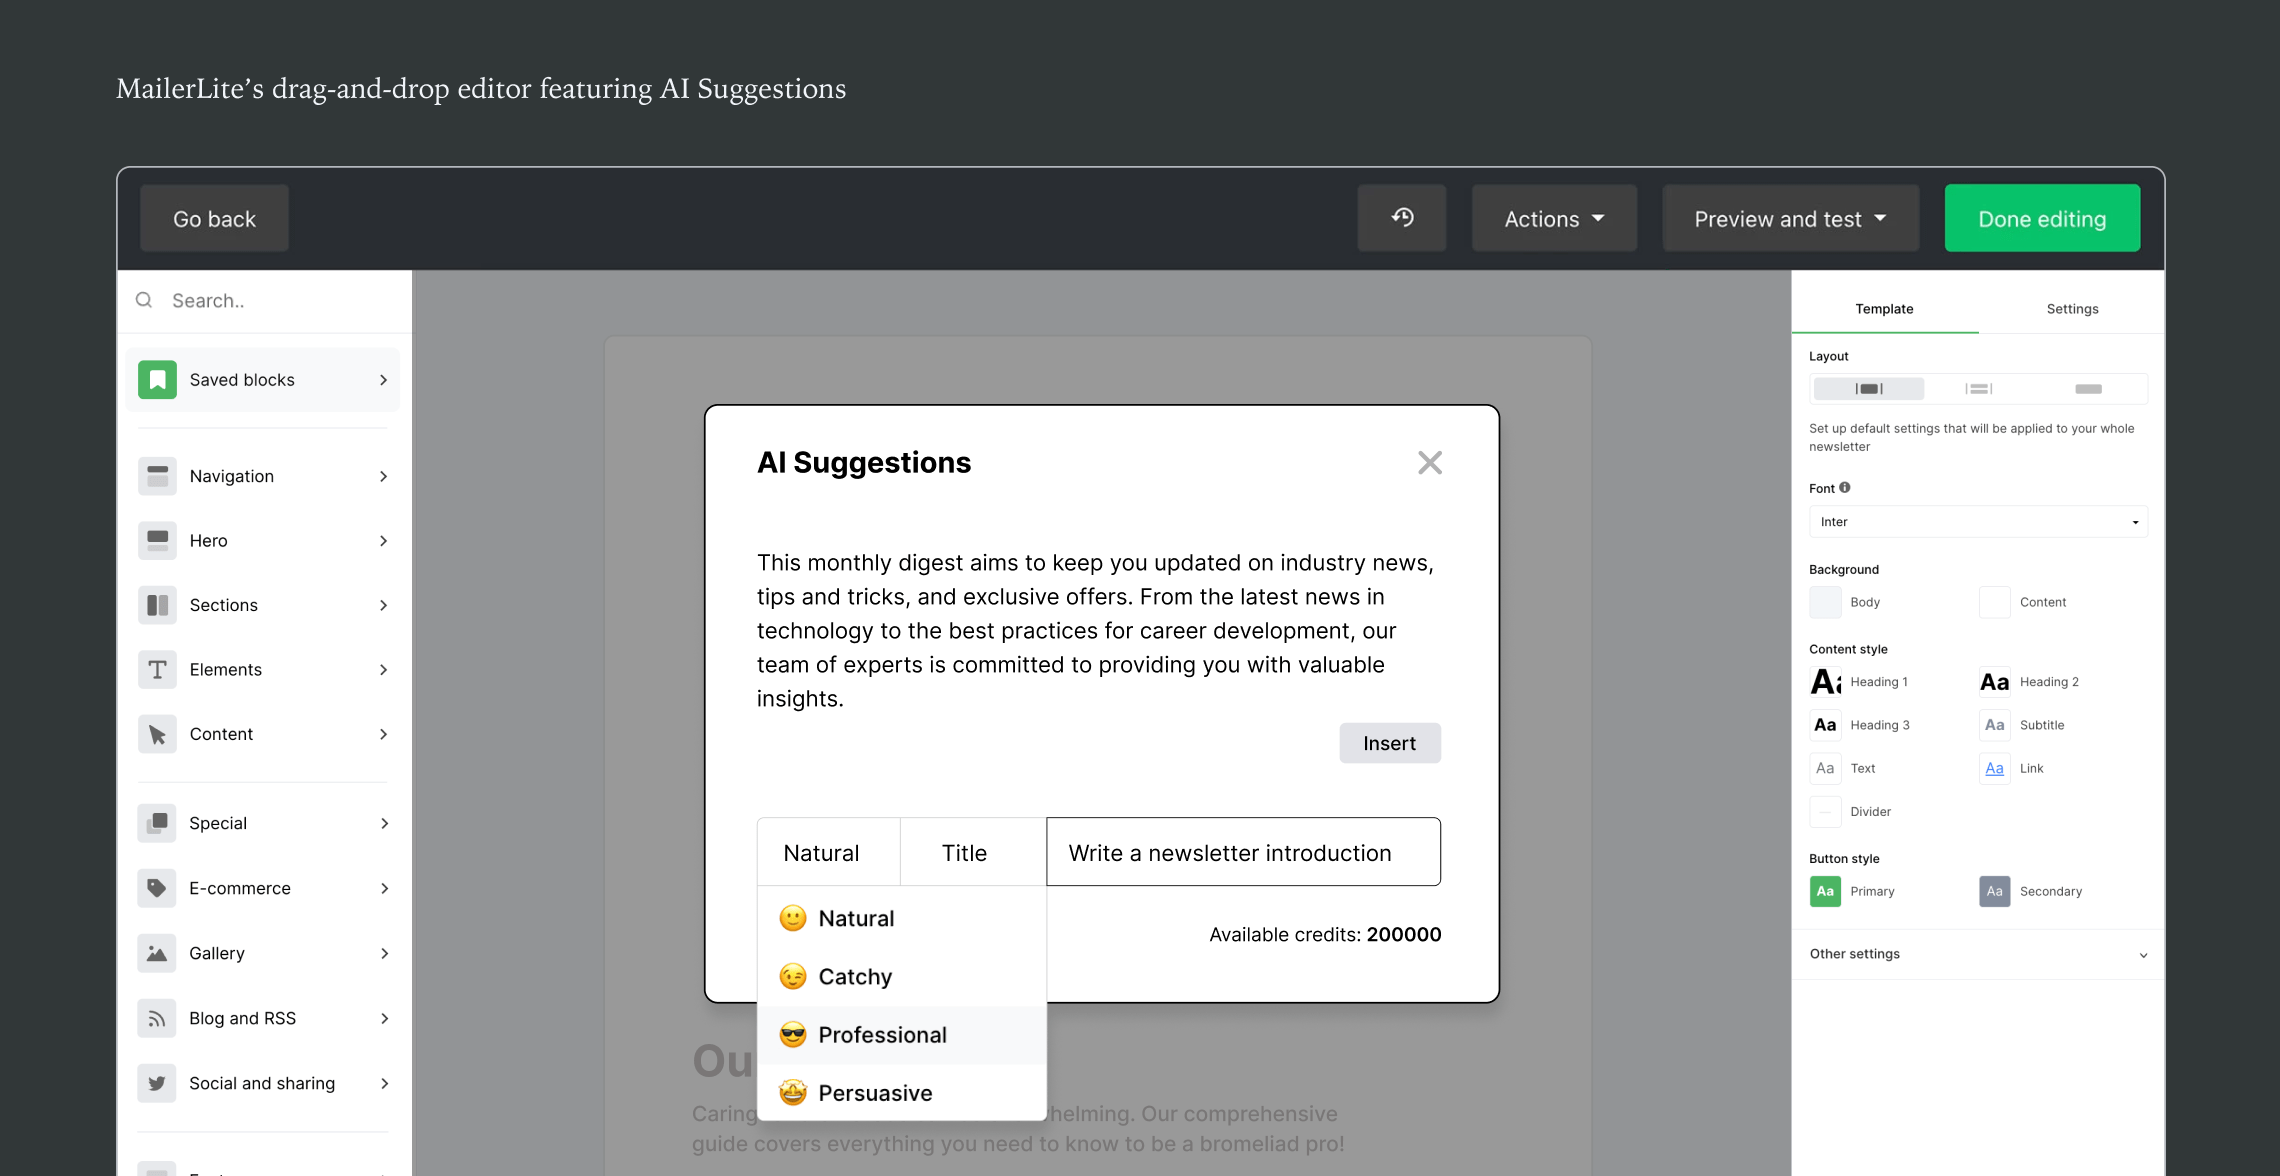 MailerLite’s drag-and-drop editor featuring AI Suggestions
Go back
Actions
Preview and test
Done editing
Search..
Saved blocks
Navigation
Hero
Sections
Elements
Content
Special
E-commerce
Gallery
Blog and RSS
Social and sharing
AI Suggestions
This monthly digest aims to keep you updated on industry news,
tips and tricks, and exclusive offers. From the latest news in
technology to the best practices for career development, our
team of experts is committed to providing you with valuable
insights.
Insert
Natural
Title
Write a newsletter introduction
Natural
Catchy
Professional
Persuasive
Available credits: 200000
Ou
Caring helming. Our comprehensive
guide covers everything you need to know to be a bromeliad pro!
Template
Settings
Layout
Set up default settings that will be applied to your whole
newsletter
Font
Inter
Background
Body
Content
Content style
Aa Heading 1
Aa Heading 2
Aa Heading 3
Aa Subtitle
Aa Text
Aa Link
Divider
Button style
Aa Primary
Aa Secondary
Other settings